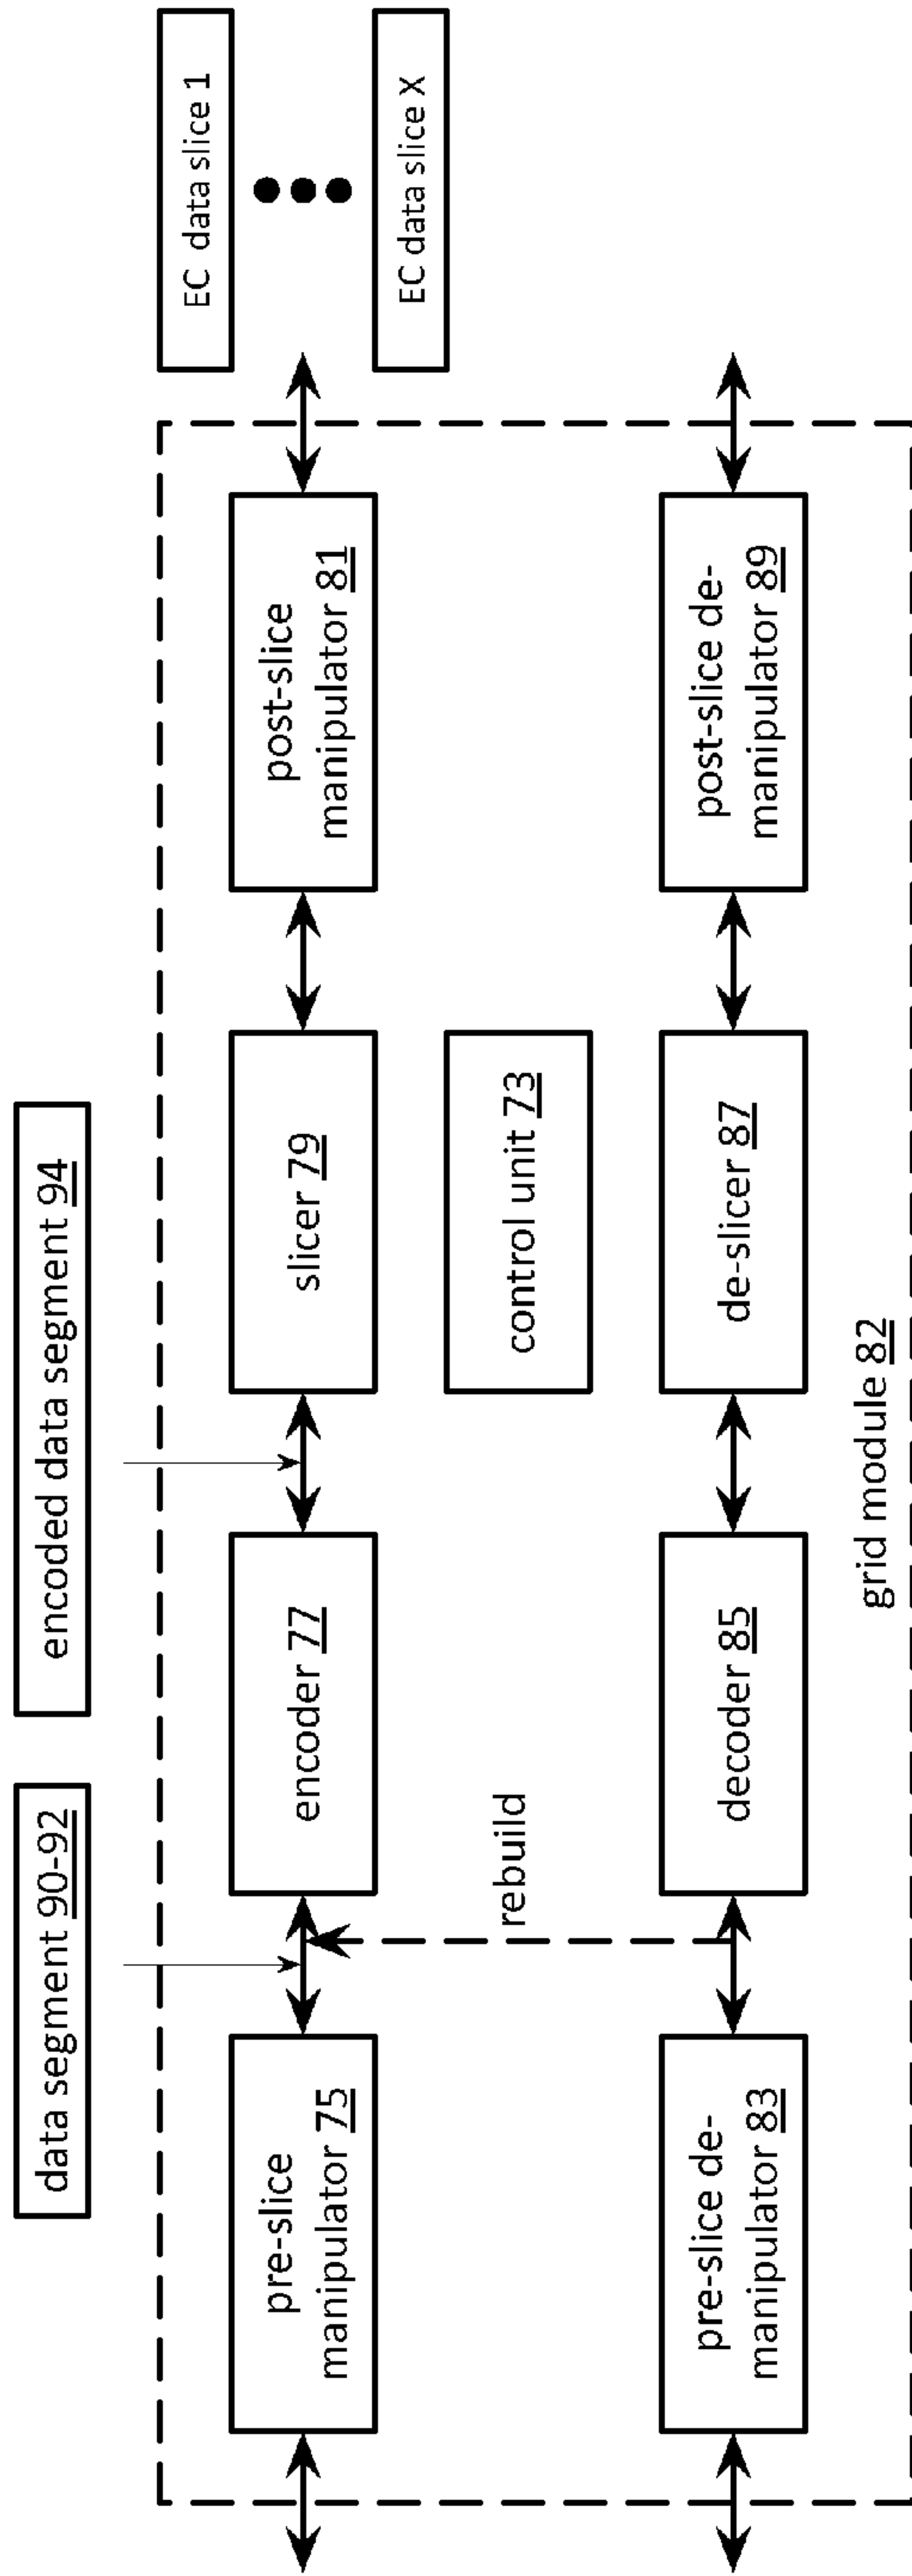 data segment 90-92
encoded data segment 94
EC data slice 1
EC data slice X
pre-slice
manipulator 75
encoder 77
slicer 79
post-slice
manipulator 81
rebuild
control unit 73
pre-slice de-
manipulator 83
decoder 85
de-slicer 87
post-slice de-
manipulator 89
grid module 82